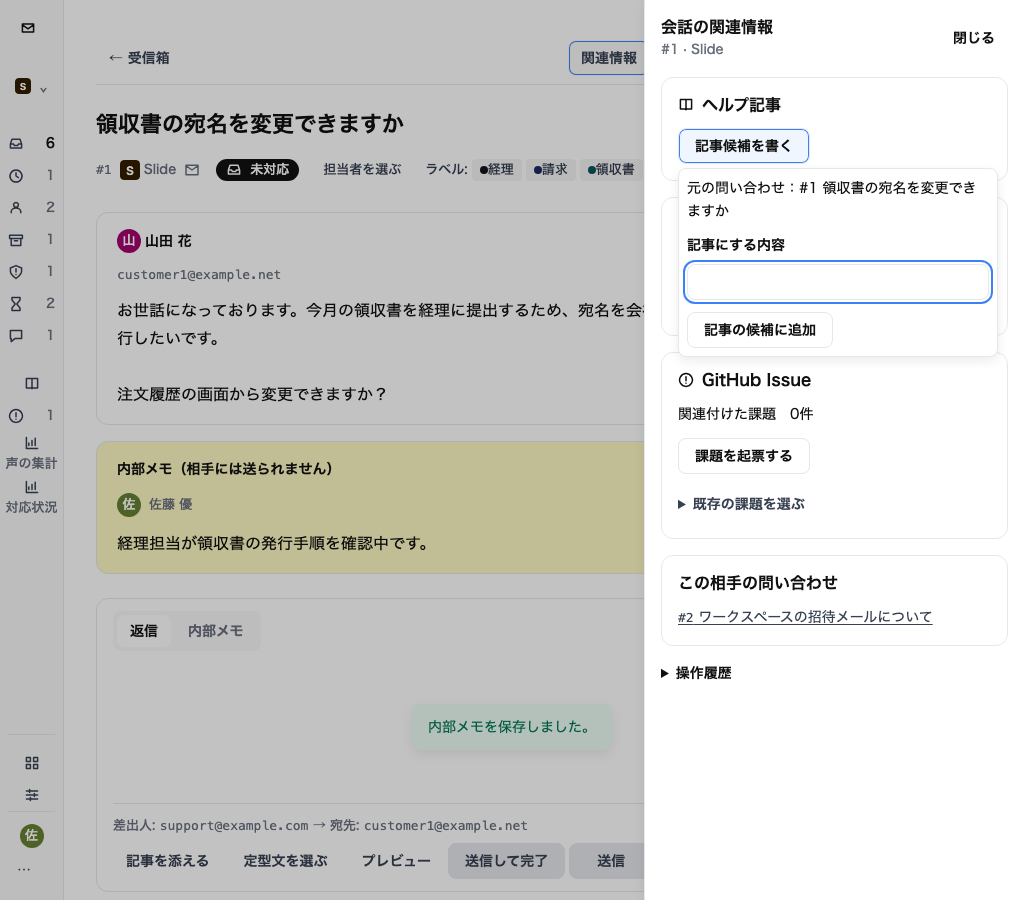 S
6
1
2
1
1
2
1
1
声の集計
対応状況
佐
…
← 受信箱
関連情報
領収書の宛名を変更できますか
#1 S Slide 未対応 担当者を選ぶ ラベル: 経理 請求 領収書
山 山田 花
customer1@example.net
お世話になっております。今月の領収書を経理に提出するため、宛名を会
行したいです。
注文履歴の画面から変更できますか？
内部メモ（相手には送られません）
佐 佐藤 優
経理担当が領収書の発行手順を確認中です。
返信 内部メモ
内部メモを保存しました。
差出人: support@example.com → 宛先: customer1@example.net
記事を添える 定型文を選ぶ プレビュー 送信して完了 送信
会話の関連情報
#1 · Slide
閉じる
ヘルプ記事
記事候補を書く
元の問い合わせ：#1 領収書の宛名を変更でき
ますか
記事にする内容
記事の候補に追加
GitHub Issue
関連付けた課題 0件
課題を起票する
▶ 既存の課題を選ぶ
この相手の問い合わせ
#2 ワークスペースの招待メールについて
▶ 操作履歴